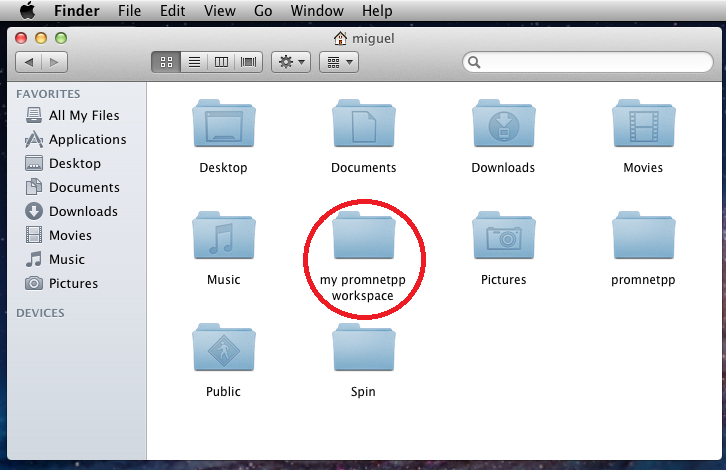 Finder File Edit View Go Window Help
miguel
FAVORITES
All My Files
Applications
Desktop
Documents
Downloads
Movies
Music
Pictures
DEVICES
Desktop Documents Downloads Movies
Music my promnetpp Pictures promnetpp
workspace
Public Spin